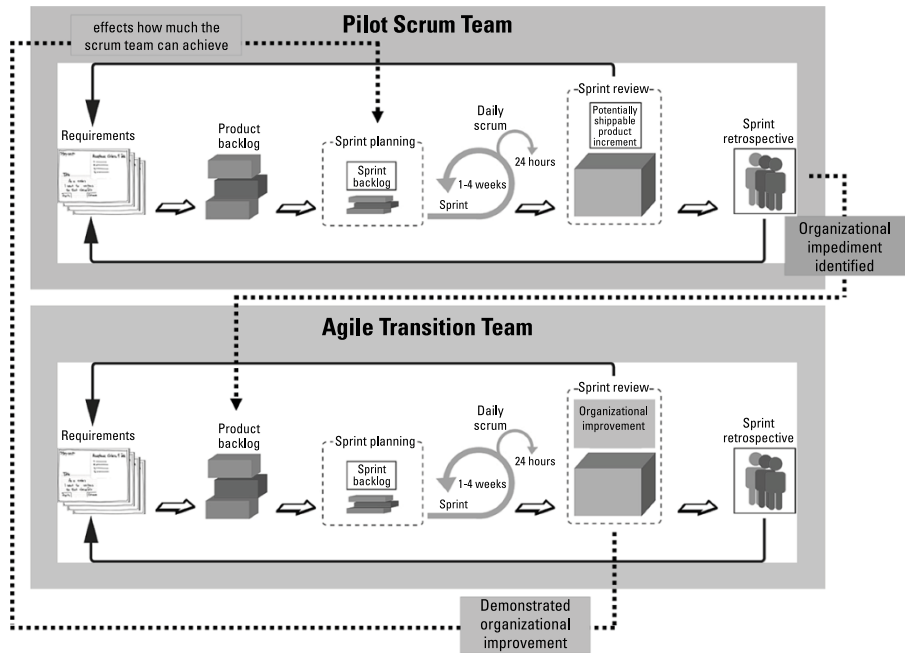 effects how much the
scrum team can achieve
Pilot Scrum Team
Requirements
Product
backlog
Sprint planning
Sprint
backlog
Daily
scrum
24 hours
1-4 weeks
Sprint
Sprint review
Potentially
shippable
product
increment
Sprint
retrospective
Organizational
impediment
identified
Agile Transition Team
Requirements
Product
backlog
Sprint planning
Sprint
backlog
Daily
scrum
24 hours
1-4 weeks
Sprint
Sprint review
Organizational
improvement
Sprint
retrospective
Demonstrated
organizational
improvement